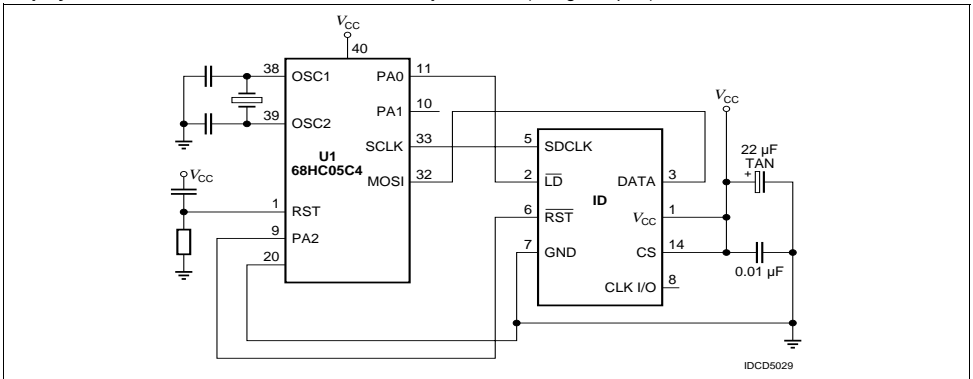 VCC
40
38
OSC1
PA0
11
PA1
10
39
OSC2
SCLK
33
U1
68HC05C4
MOSI
32
VCC
1
RST
9
PA2
20
VCC
5
SDCLK
22 µF
TAN
+
2
LD
DATA
3
ID
6
RST
VCC
1
7
GND
CS
14
0.01 µF
CLK I/O
8
IDCD5029